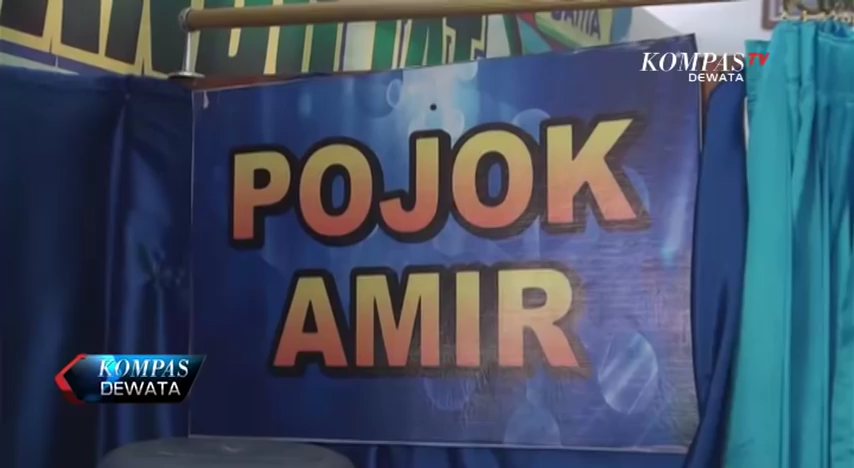 KOMPAS TV
DEWATA
POJOK
AMIR
KOMPAS
DEWATA